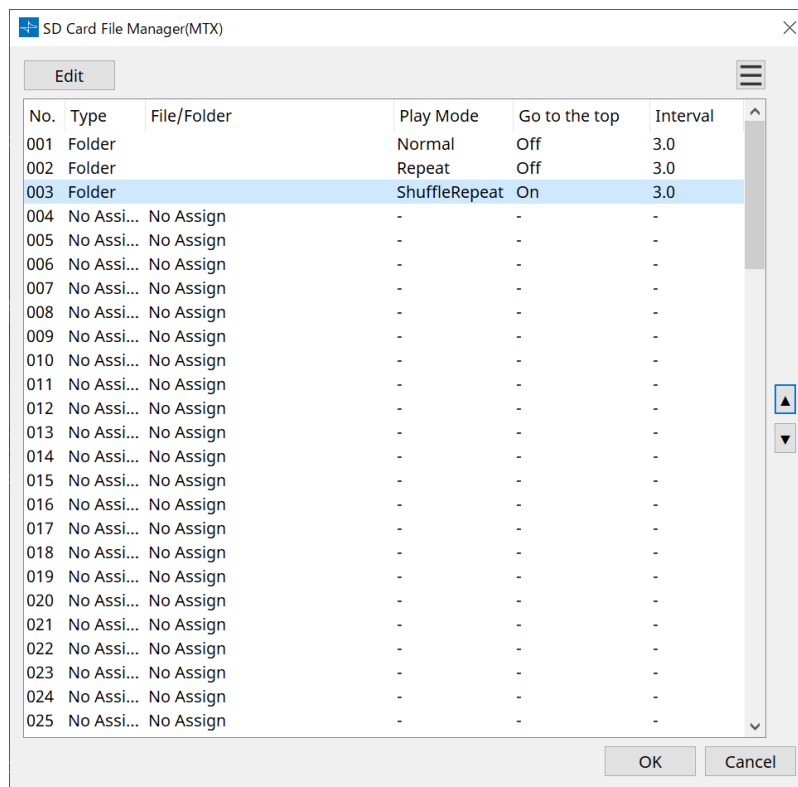 SD Card File Manager(MTX)
Edit
No. Type File/Folder Play Mode Go to the top Interval
001 Folder Normal Off 3.0
002 Folder Repeat Off 3.0
003 Folder ShuffleRepeat On 3.0
004 No Assi... No Assign - - -
005 No Assi... No Assign - - -
006 No Assi... No Assign - - -
007 No Assi... No Assign - - -
008 No Assi... No Assign - - -
009 No Assi... No Assign - - -
010 No Assi... No Assign - - -
011 No Assi... No Assign - - -
012 No Assi... No Assign - - -
013 No Assi... No Assign - - -
014 No Assi... No Assign - - -
015 No Assi... No Assign - - -
016 No Assi... No Assign - - -
017 No Assi... No Assign - - -
018 No Assi... No Assign - - -
019 No Assi... No Assign - - -
020 No Assi... No Assign - - -
021 No Assi... No Assign - - -
022 No Assi... No Assign - - -
023 No Assi... No Assign - - -
024 No Assi... No Assign - - -
025 No Assi... No Assign - - -
OK Cancel